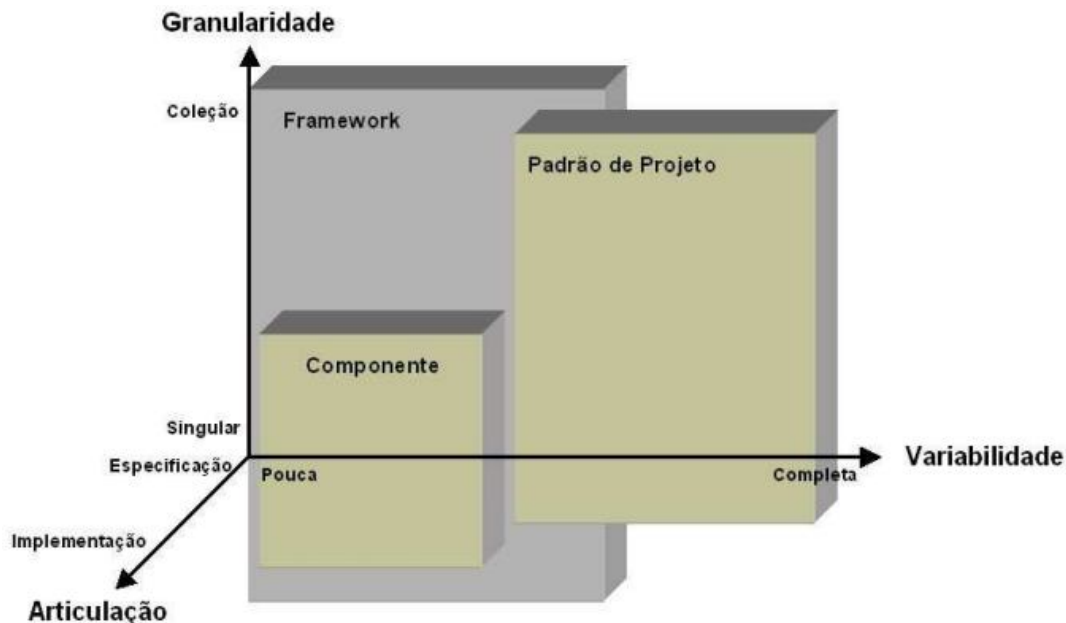 Granularidade
Coleção
Framework
Padrão de Projeto
Componente
Singular
Especificação
Pouca
Completa
Variabilidade
Implementação
Articulação